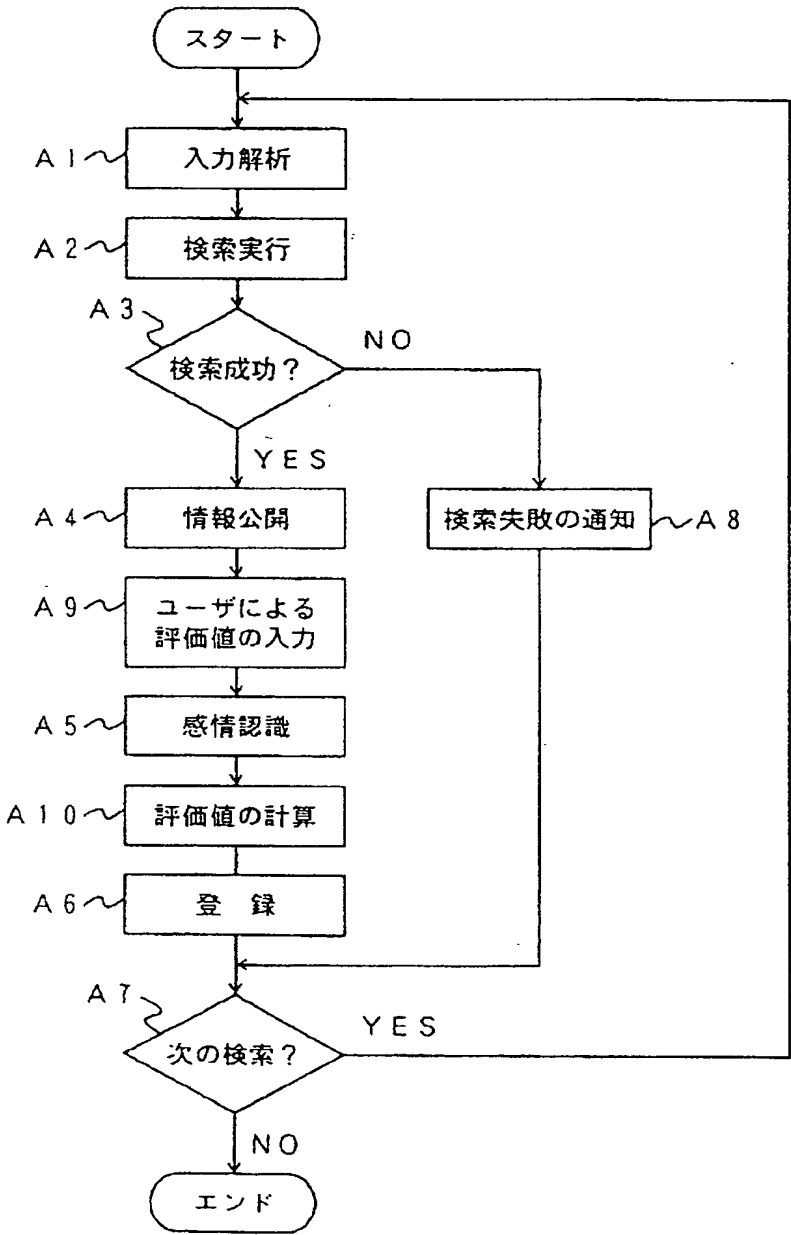 スタート
A1
入力解析
A2
検索実行
A3
検索成功?
NO
YES
A4
情報公開
検索失敗の通知
A8
A9
ユーザによる
評価値の入力
A5
感情認識
A10
評価値の計算
A6
登 録
A7
次の検索?
YES
NO
エンド